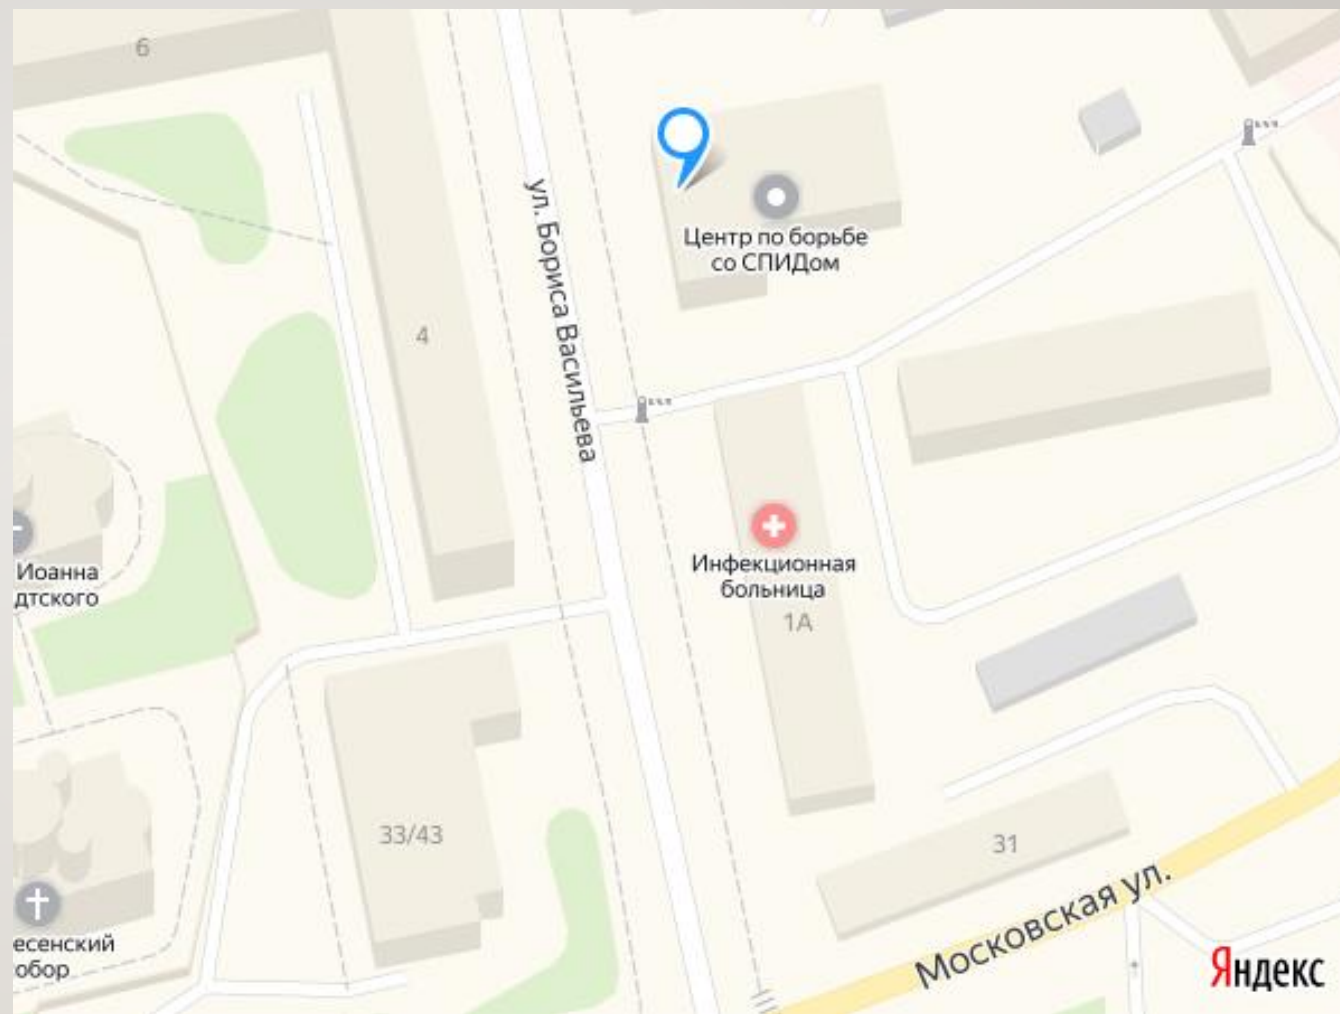 6
ул. Бориса Васильева
Центр по борьбе
со СПИДом
4
Иоанна
дтского
Инфекционная
больница
1А
33/43
31
есенский
обор
Московская ул.
Яндекс